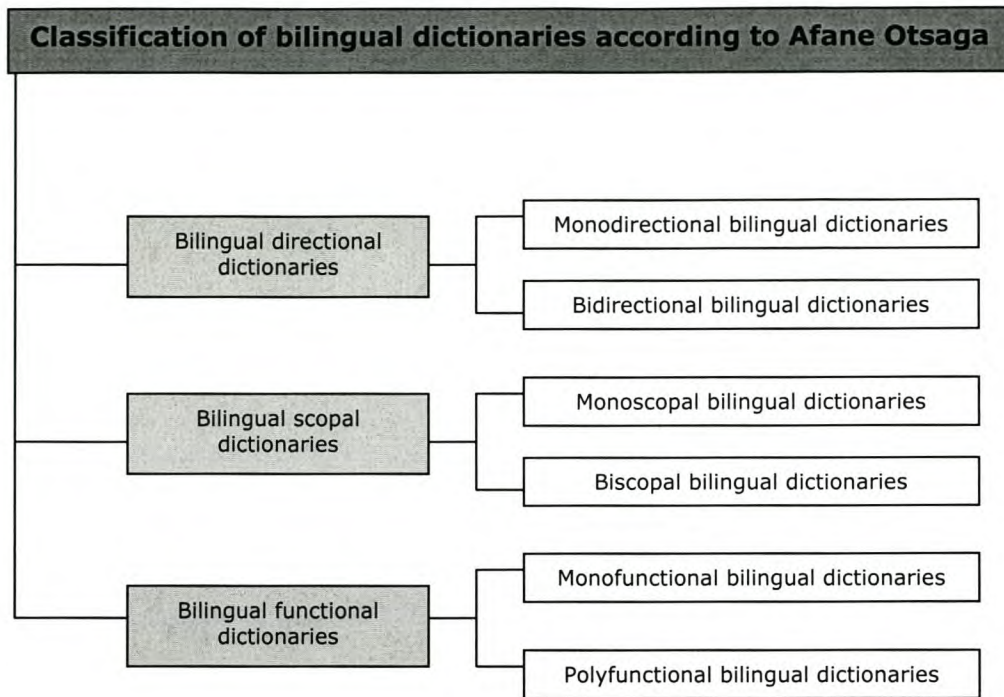 Classification of bilingual dictionaries according to Afane Otsaga
Bilingual directional
dictionaries
Monodirectional bilingual dictionaries
Bidirectional bilingual dictionaries
Bilingual scopal
dictionaries
Monoscopal bilingual dictionaries
Biscopal bilingual dictionaries
Bilingual functional
dictionaries
Monofunctional bilingual dictionaries
Polyfunctional bilingual dictionaries